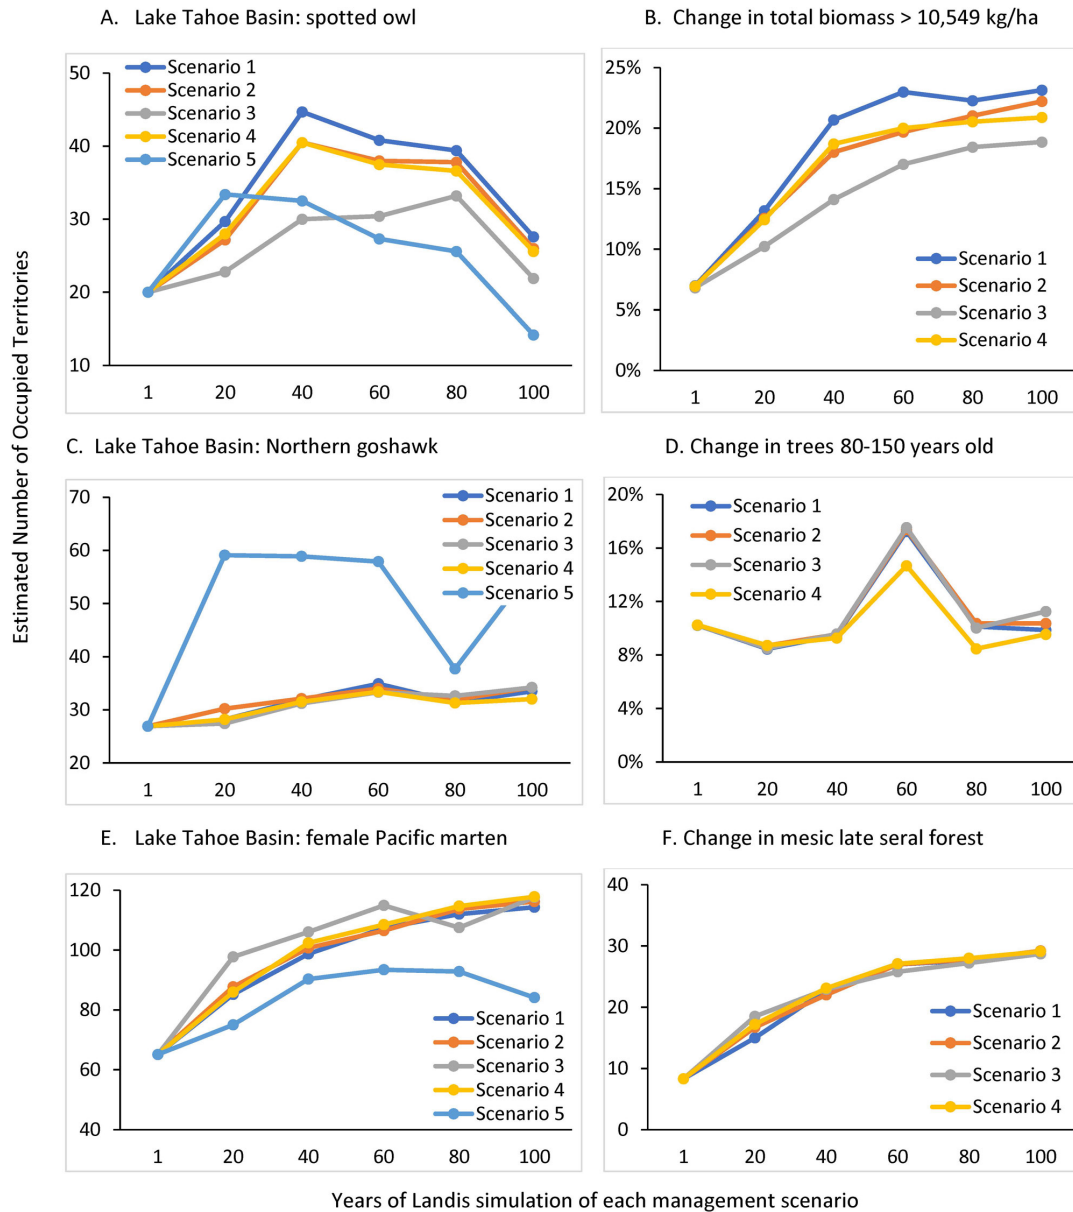 A. Lake Tahoe Basin: spotted owl
50
40
30
20
10
Scenario 1
Scenario 2
Scenario 3
Scenario 4
Scenario 5
1 20 40 60 80 100
B. Change in total biomass > 10,549 kg/ha
25%
20%
15%
10%
5%
0%
Scenario 1
Scenario 2
Scenario 3
Scenario 4
1 20 40 60 80 100
Estimated Number of Occupied Territories
C. Lake Tahoe Basin: Northern goshawk
70
60
50
40
30
20
Scenario 1
Scenario 2
Scenario 3
Scenario 4
Scenario 5
1 20 40 60 80 100
D. Change in trees 80-150 years old
20%
16%
12%
8%
4%
0%
Scenario 1
Scenario 2
Scenario 3
Scenario 4
1 20 40 60 80 100
E. Lake Tahoe Basin: female Pacific marten
120
100
80
60
40
Scenario 1
Scenario 2
Scenario 3
Scenario 4
Scenario 5
1 20 40 60 80 100
F. Change in mesic late seral forest
40
30
20
10
0
Scenario 1
Scenario 2
Scenario 3
Scenario 4
1 20 40 60 80 100
Years of Landis simulation of each management scenario